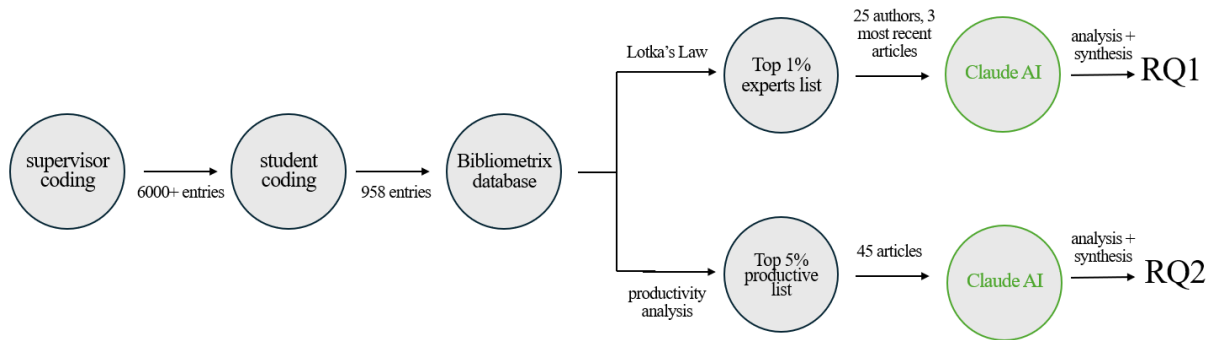 supervisor
coding
6000+ entries
student
coding
958 entries
Bibliometrix
database
Lotka's Law
Top 1%
experts list
25 authors, 3
most recent
articles
Claude AI
analysis +
synthesis
RQ1
productivity
analysis
Top 5%
productive
list
45 articles
Claude AI
analysis +
synthesis
RQ2